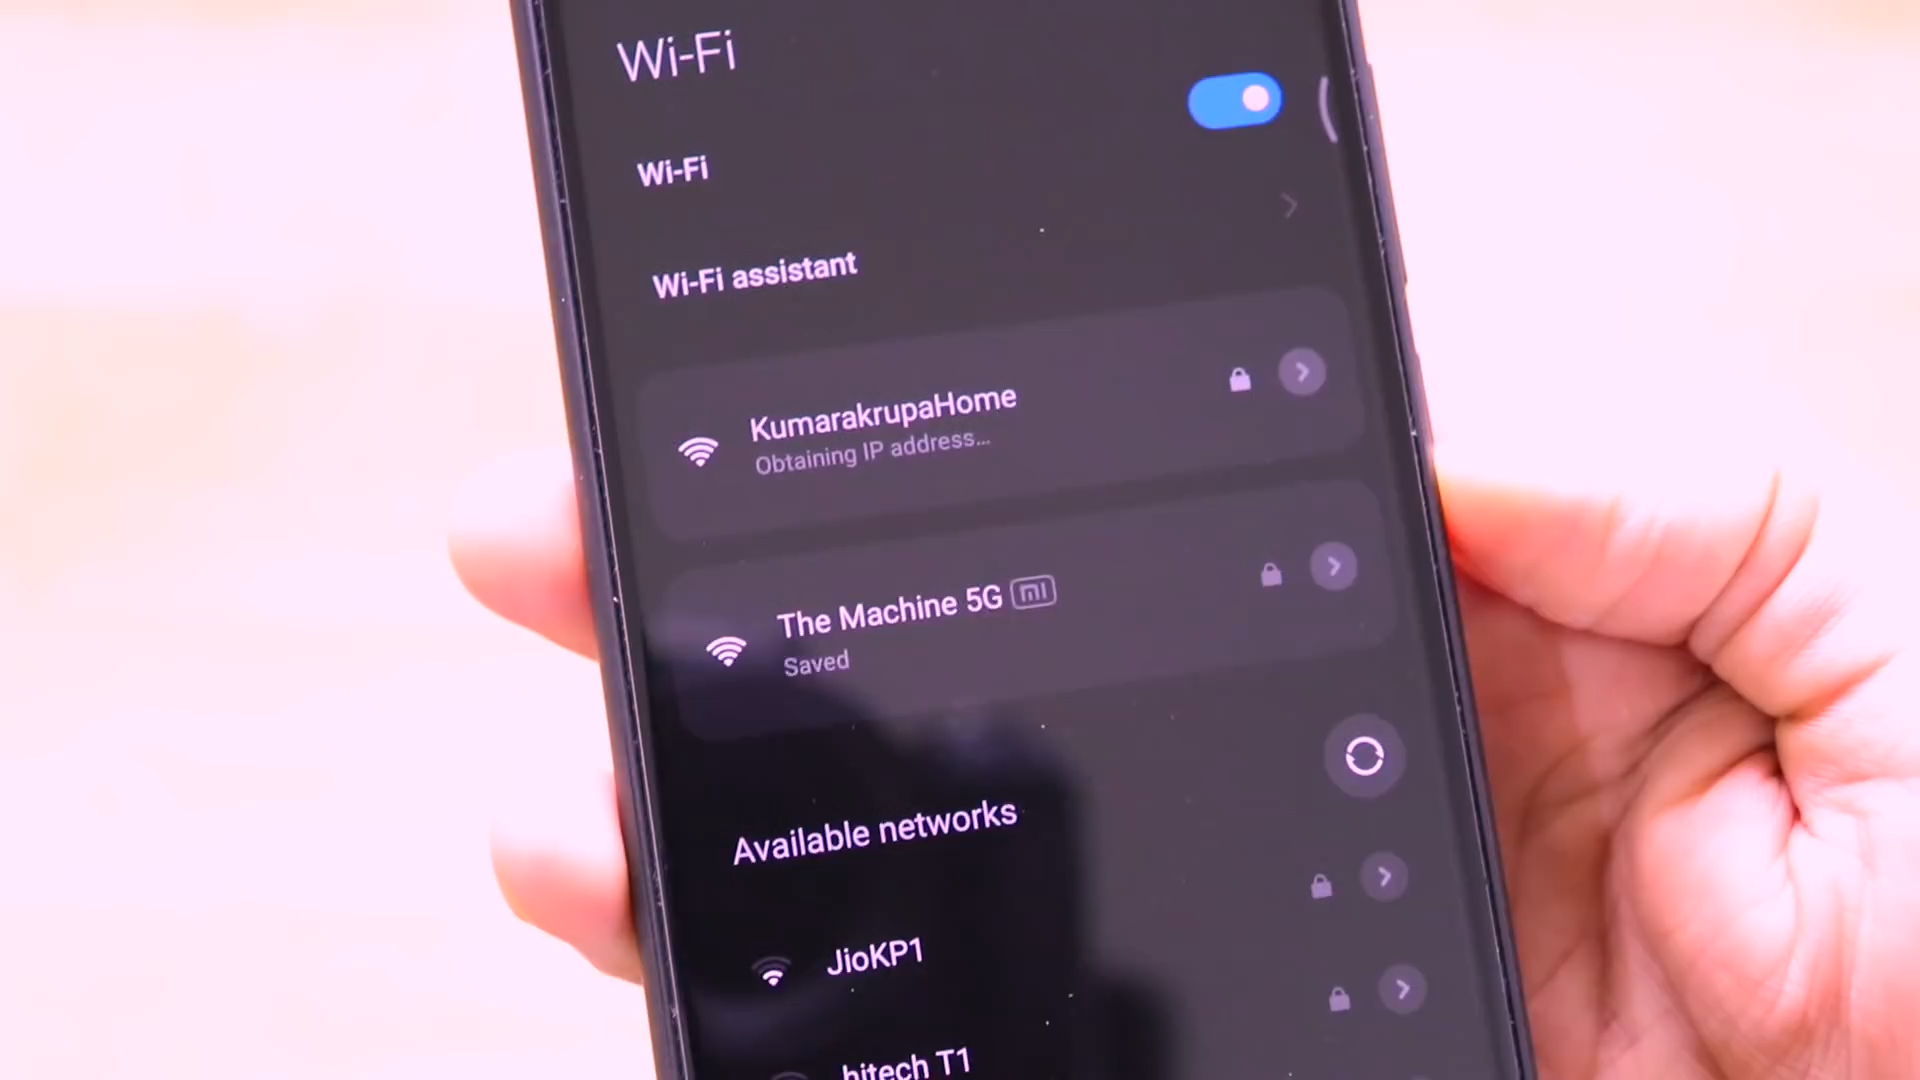 Wi-Fi
Wi-Fi
Wi-Fi assistant
KumarakrupaHome
Obtaining IP address...
The Machine 5G mi
Saved
Available networks
JioKP1
hitech T1